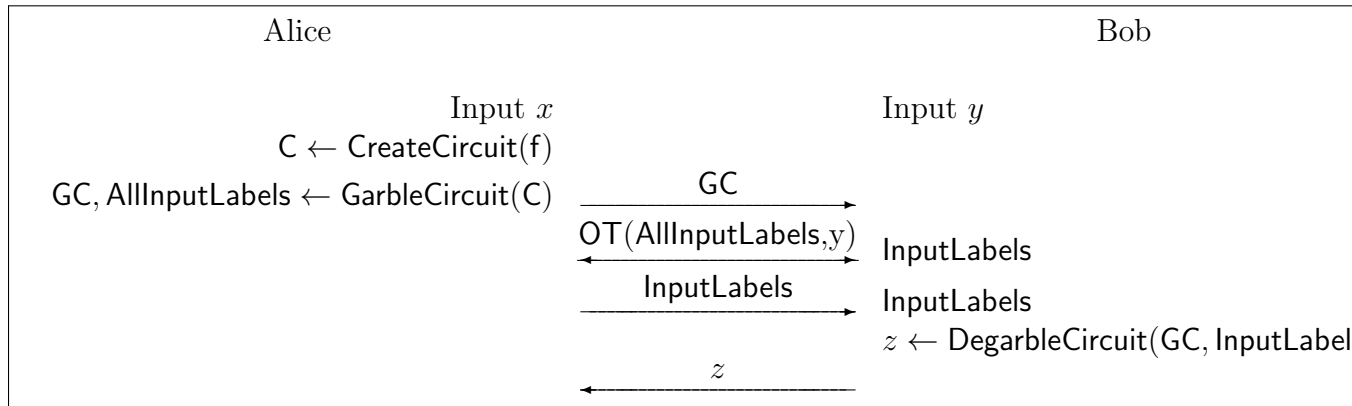 Alice Bob
Input x Input y
C ← CreateCircuit(f)
GC, AllInputLabels ← GarbleCircuit(C) GC
OT(AllInputLabels,y) InputLabels
InputLabels InputLabels
z ← DegarbleCircuit(GC, InputLabel
z